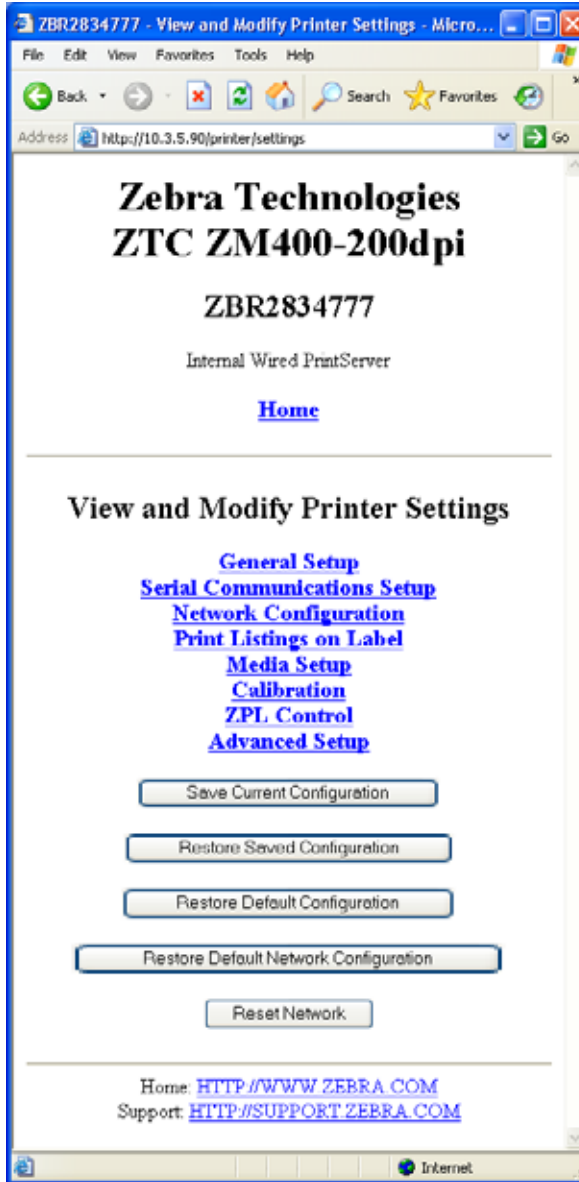 ZBR2834777 - View and Modify Printer Settings - Micro...
File Edit View Favorites Tools Help
Back Search Favorites
Address http://10.3.5.90/printer/settings Go
Zebra Technologies
ZTC ZM400-200dpi
ZBR2834777
Internal Wired PrintServer
Home
View and Modify Printer Settings
General Setup
Serial Communications Setup
Network Configuration
Print Listings on Label
Media Setup
Calibration
ZPL Control
Advanced Setup
Save Current Configuration
Restore Saved Configuration
Restore Default Configuration
Restore Default Network Configuration
Reset Network
Home: HTTP://WWW.ZEBRA.COM
Support: HTTP://SUPPORT.ZEBRA.COM
Internet